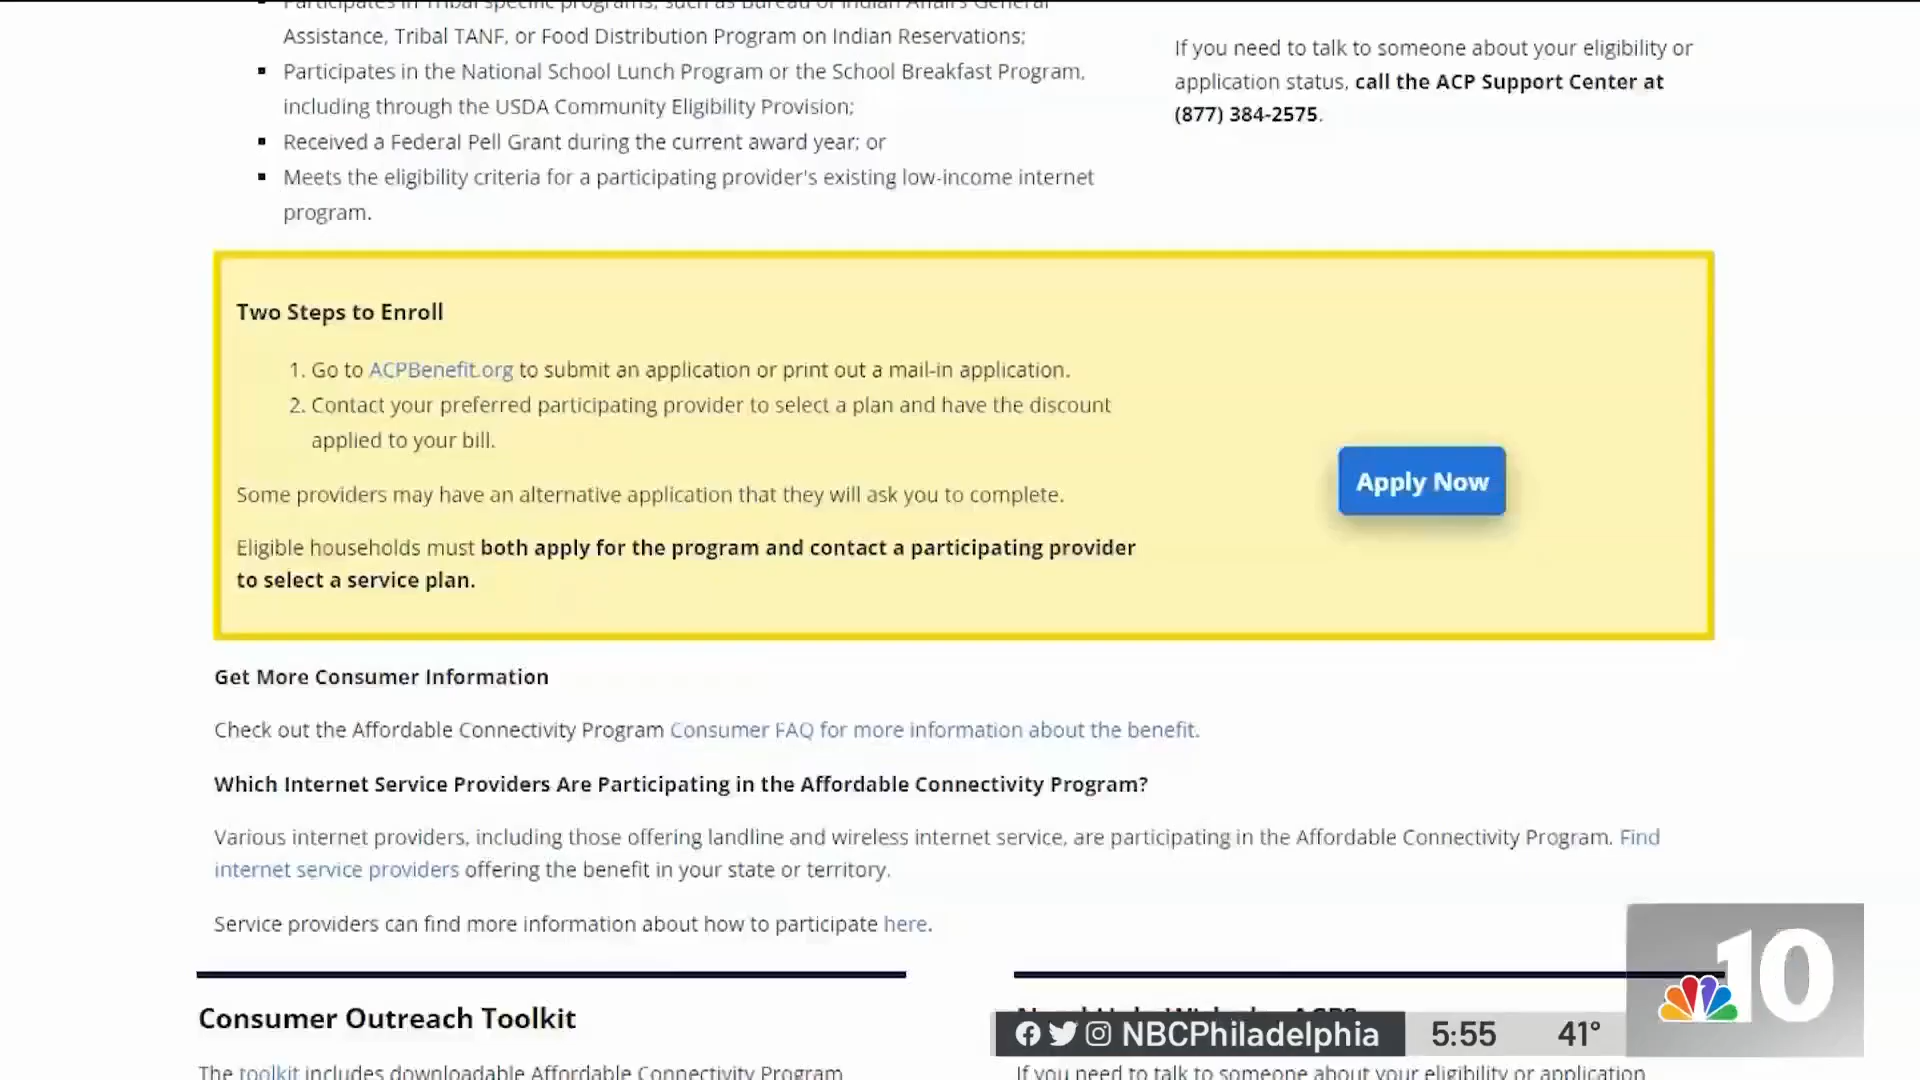 Participates in Tribal specific programs, such as Bureau of Indian Affairs General
Assistance, Tribal TANF, or Food Distribution Program on Indian Reservations;
▪ Participates in the National School Lunch Program or the School Breakfast Program,
including through the USDA Community Eligibility Provision;
▪ Received a Federal Pell Grant during the current award year; or
▪ Meets the eligibility criteria for a participating provider's existing low-income internet
program.
If you need to talk to someone about your eligibility or
application status, call the ACP Support Center at
(877) 384-2575.
Two Steps to Enroll
1. Go to ACPBenefit.org to submit an application or print out a mail-in application.
2. Contact your preferred participating provider to select a plan and have the discount
applied to your bill.
Some providers may have an alternative application that they will ask you to complete.
Eligible households must both apply for the program and contact a participating provider
to select a service plan.
Apply Now
Get More Consumer Information
Check out the Affordable Connectivity Program Consumer FAQ for more information about the benefit.
Which Internet Service Providers Are Participating in the Affordable Connectivity Program?
Various internet providers, including those offering landline and wireless internet service, are participating in the Affordable Connectivity Program. Find
internet service providers offering the benefit in your state or territory.
Service providers can find more information about how to participate here.
Consumer Outreach Toolkit
The toolkit includes downloadable Affordable Connectivity Program
If you need to talk to someone about your eligibility or application
NBCPhiladelphia
5:55
41°
10